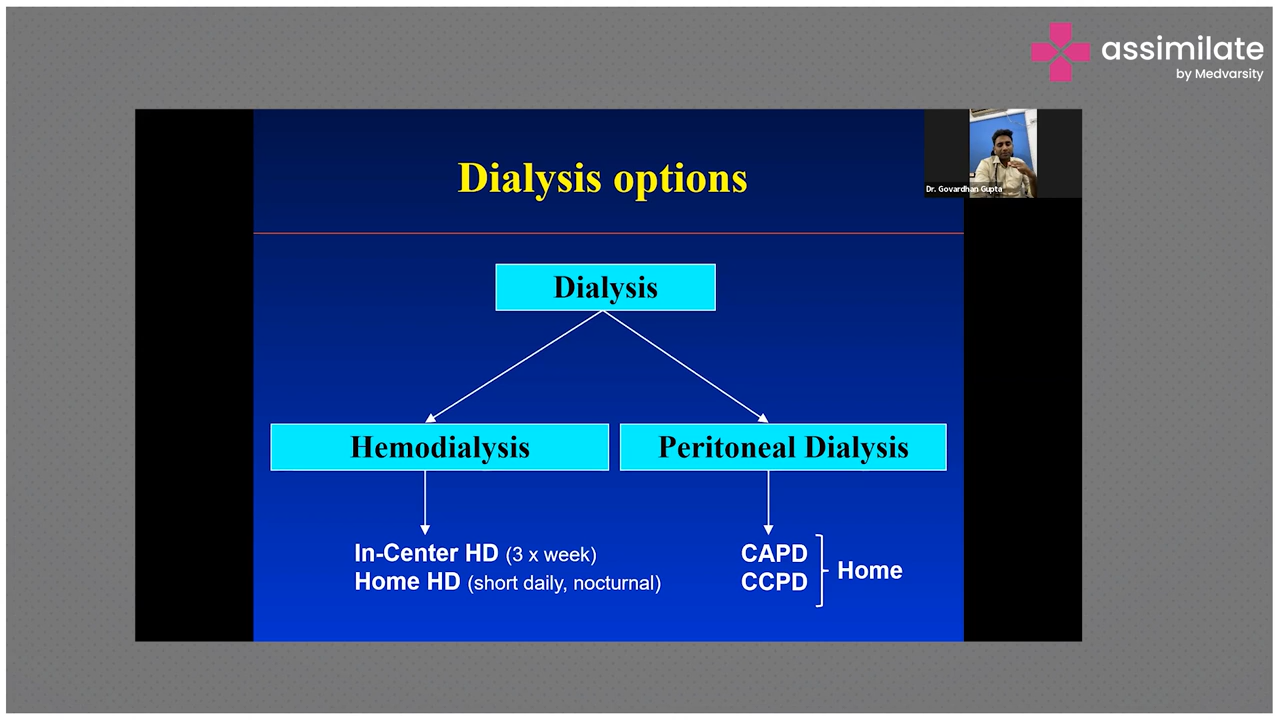 assimilate
by Medvarsity
Dialysis options
Dr. Govardhan Gupta
Dialysis
Hemodialysis
Peritoneal Dialysis
In-Center HD (3 x week)
Home HD (short daily, nocturnal)
CAPD
CCPD
Home